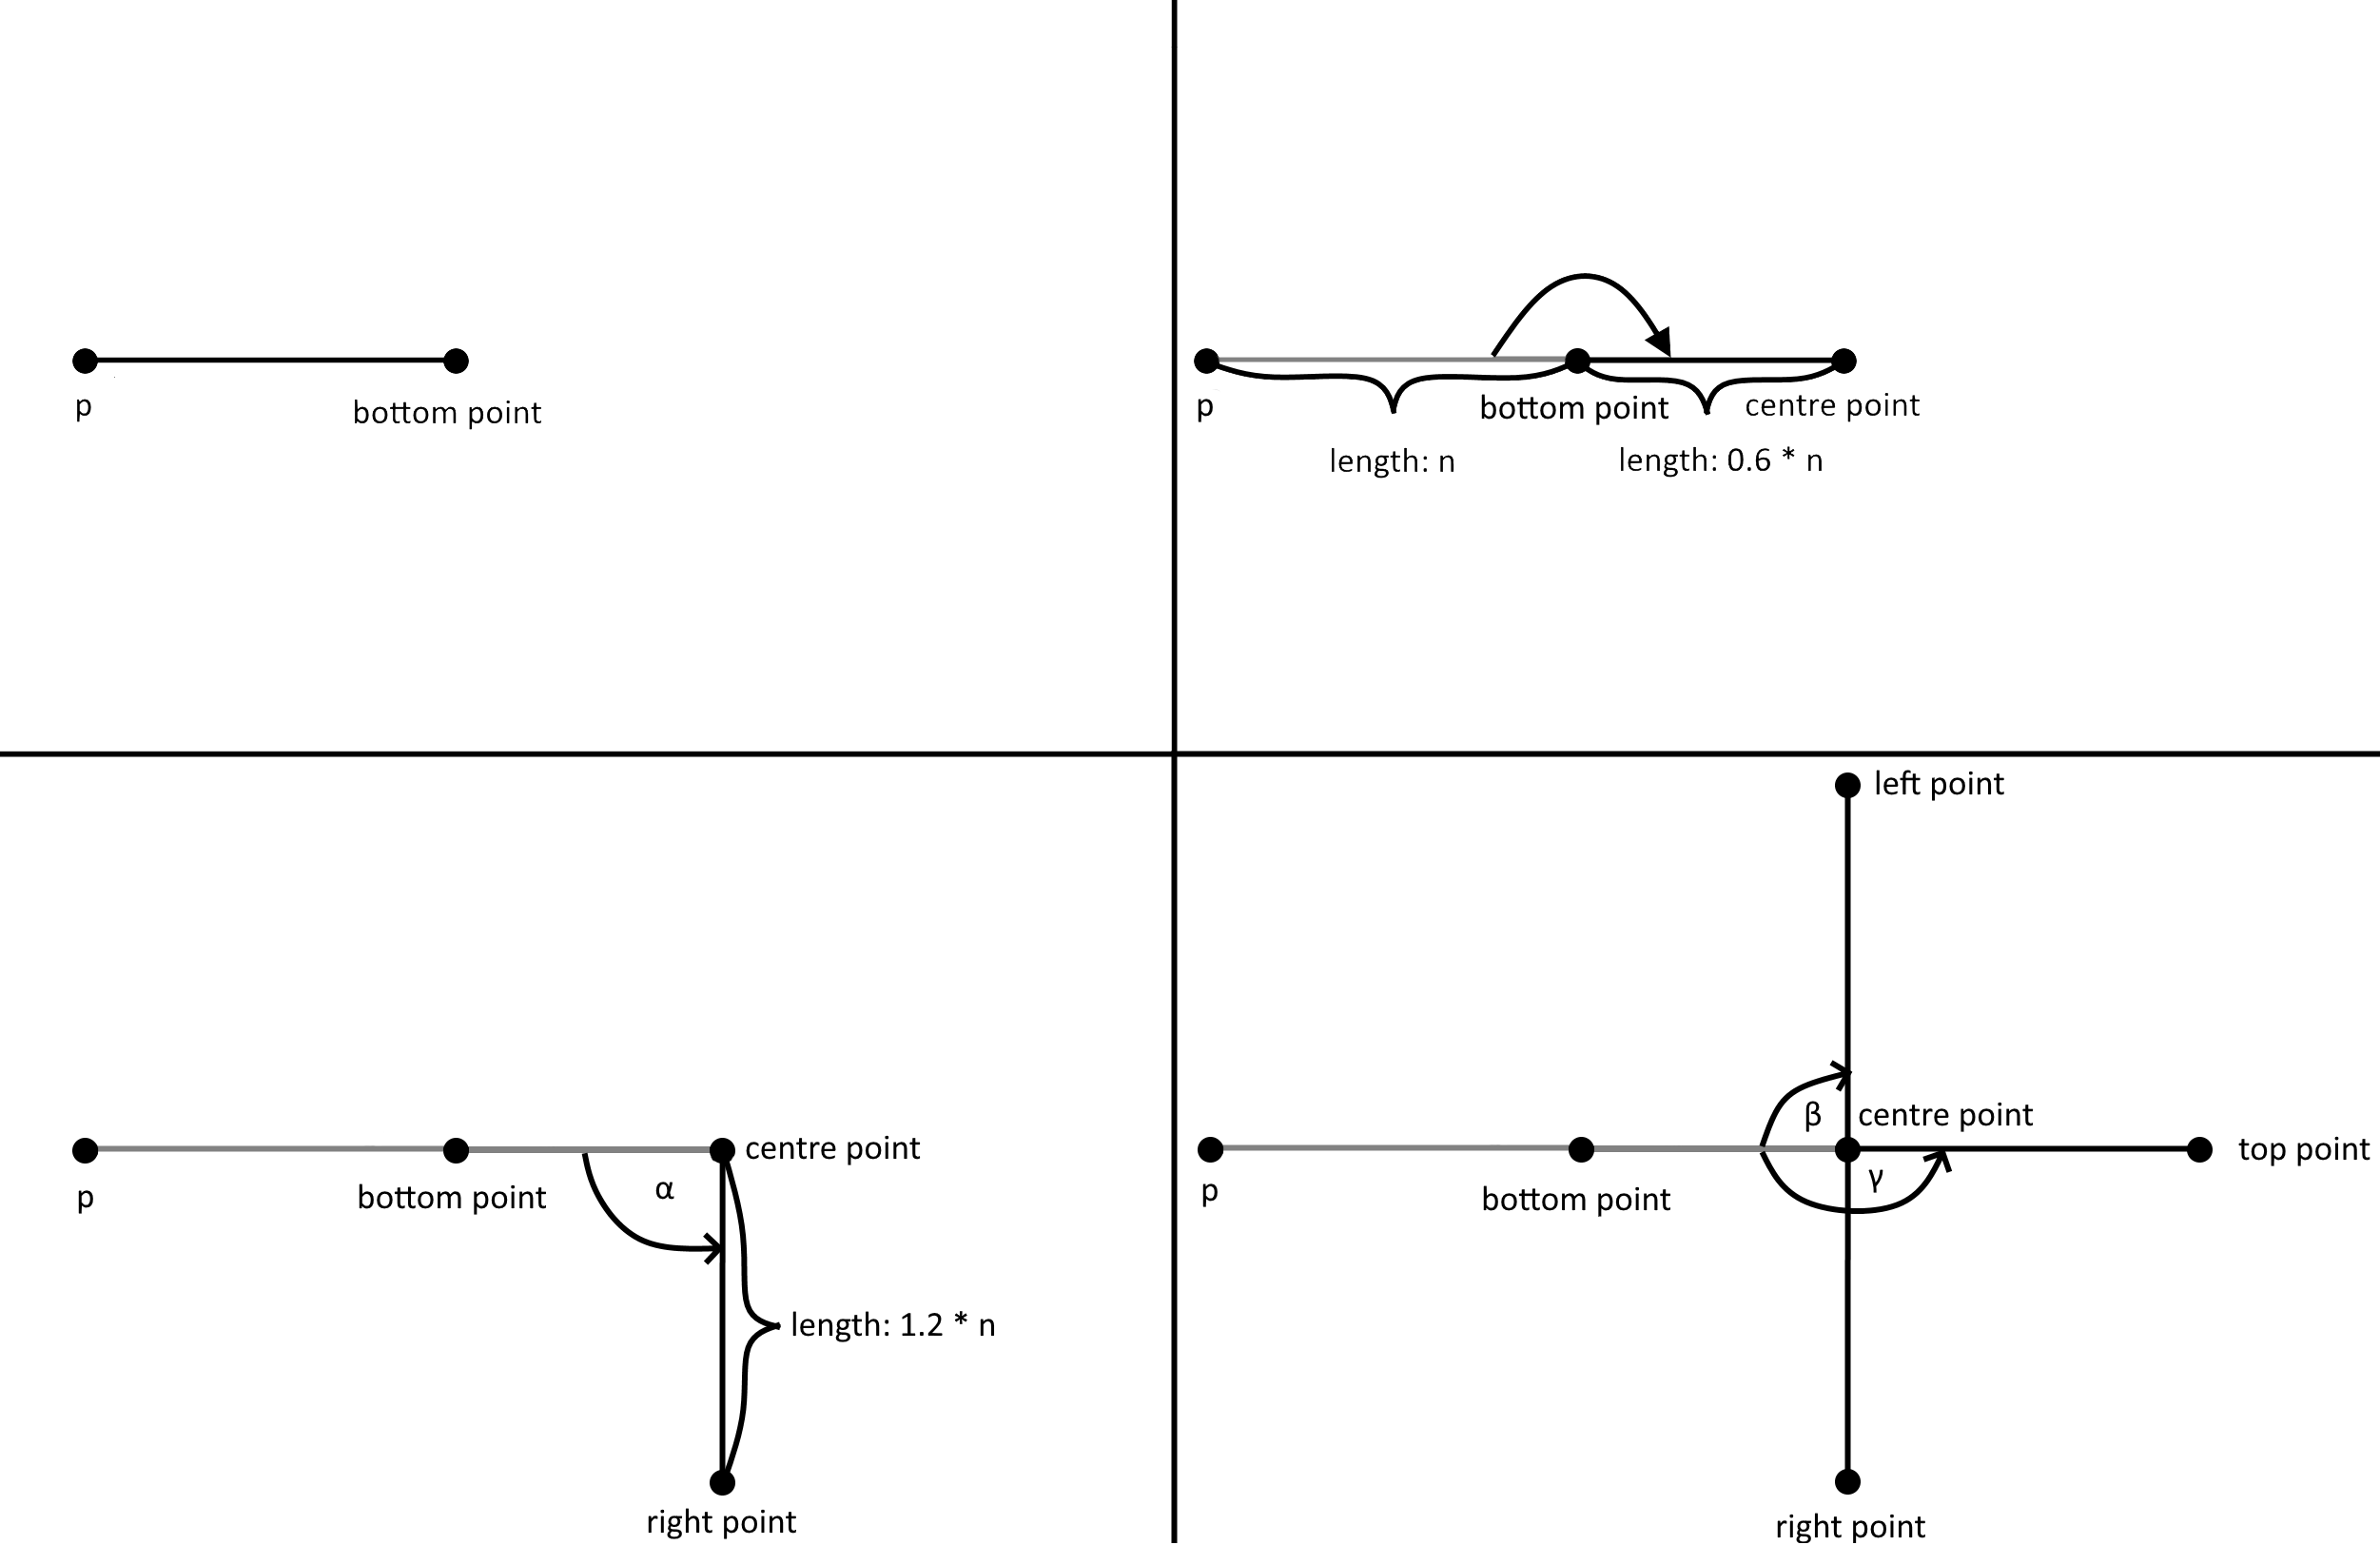 p
bottom point
p
bottom point
centre point
length: n
length: 0.6 * n
p
bottom point
centre point
α
length: 1.2 * n
right point
left point
β
centre point
top point
γ
p
bottom point
right point